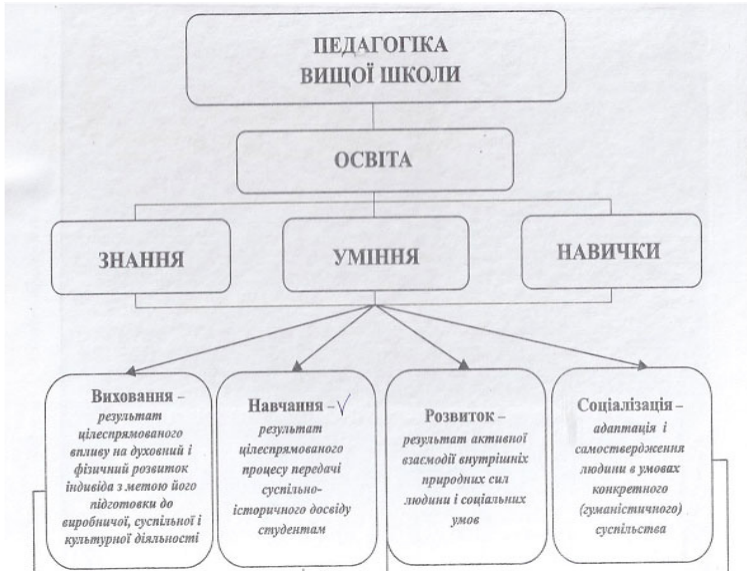 ПЕДАГОГІКА
ВИЩОЇ ШКОЛИ
ОСВІТА
ЗНАННЯ
УМІННЯ
НАВИЧКИ
Виховання –
результат
цілеспрямованого
впливу на духовний і
фізичний розвиток
індивіда з метою його
підготовки до
виробничої, суспільної і
культурної діяльності
Навчання –
результат
цілеспрямованого
процесу передачі
суспільно-
історичного досвіду
студентам
Розвиток –
результат активної
взаємодії внутрішніх
природних сил
людини і соціальних
умов
Соціалізація –
адаптація і
самоствердження
людини в умовах
конкретного
(гуманістичного)
суспільства